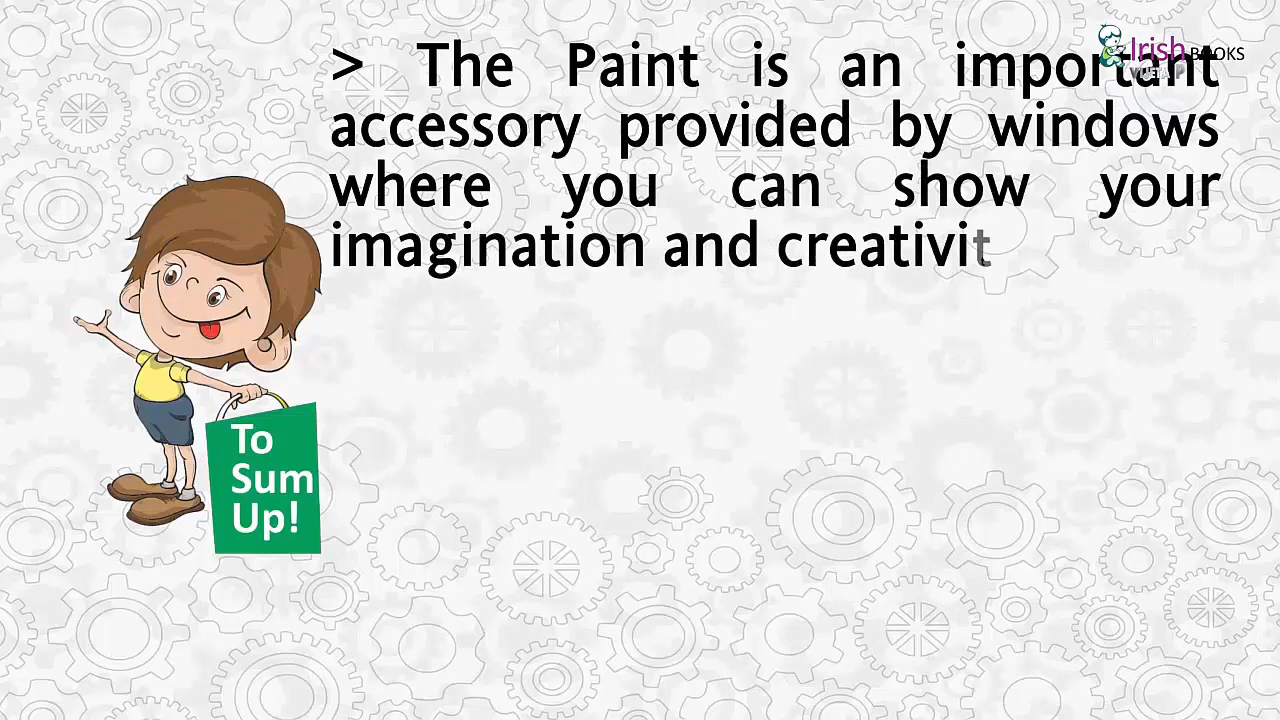 > The Paint is an important
accessory provided by windows
where you can show your
imagination and creativit
To
Sum
Up!
Irish BOOKS